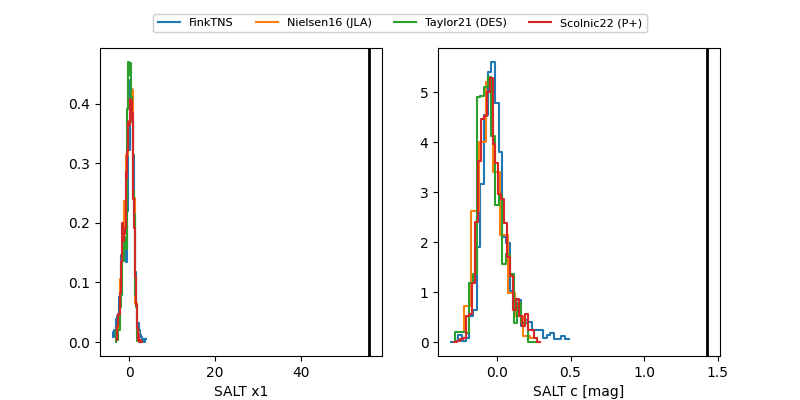 FinkTNS Nielsen16 (JLA) Taylor21 (DES) Scolnic22 (P+)
0.4
0.3
0.2
0.1
0.0
0 20 40
SALT x1
5
4
3
2
1
0
0.0 0.5 1.0 1.5
SALT c [mag]